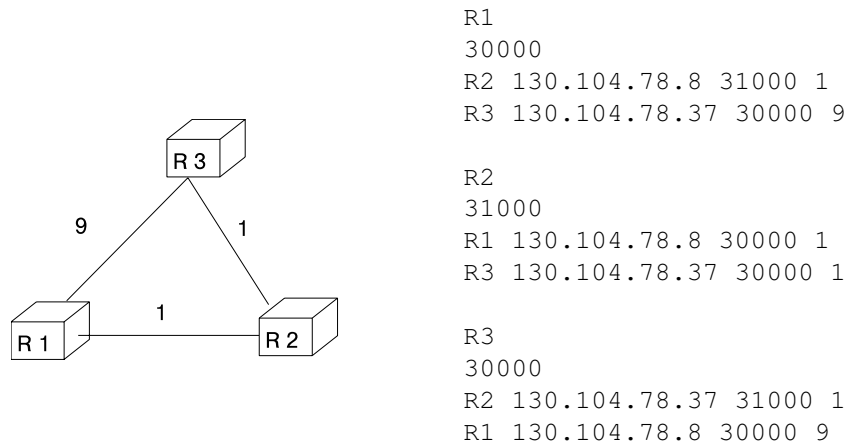 R 3
9
1
1
R 1
R 2
R1
30000
R2 130.104.78.8 31000 1
R3 130.104.78.37 30000 9
R2
31000
R1 130.104.78.8 30000 1
R3 130.104.78.37 30000 1
R3
30000
R2 130.104.78.37 31000 1
R1 130.104.78.8 30000 9